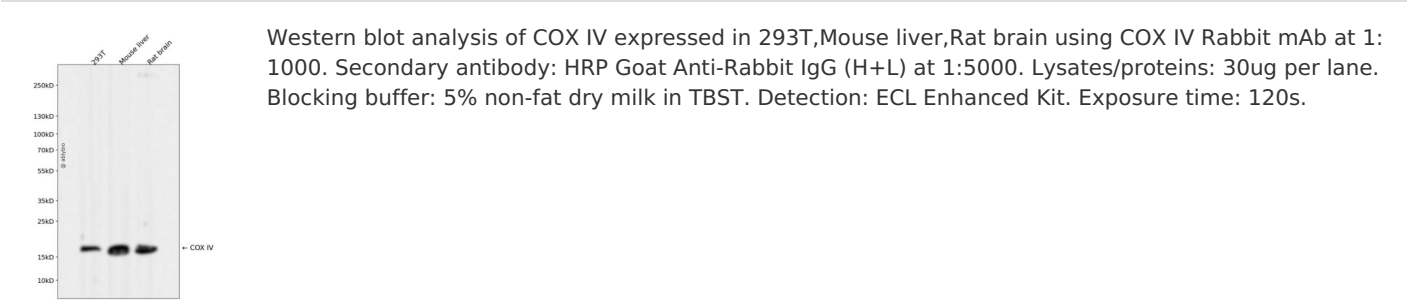 293T
Mouse liver
Rat brain
250kD
130kD
100kD
70kD
55kD
35kD
25kD
15kD
10kD
@ ablybio
← COX IV
Western blot analysis of COX IV expressed in 293T,Mouse liver,Rat brain using COX IV Rabbit mAb at 1:
1000. Secondary antibody: HRP Goat Anti-Rabbit IgG (H+L) at 1:5000. Lysates/proteins: 30ug per lane.
Blocking buffer: 5% non-fat dry milk in TBST. Detection: ECL Enhanced Kit. Exposure time: 120s.